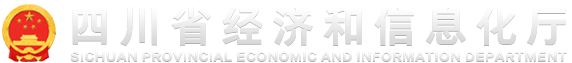 四川省经济和信息化厅
SICHUAN PROVINCIAL ECONOMIC AND INFORMATION DEPARTMENT